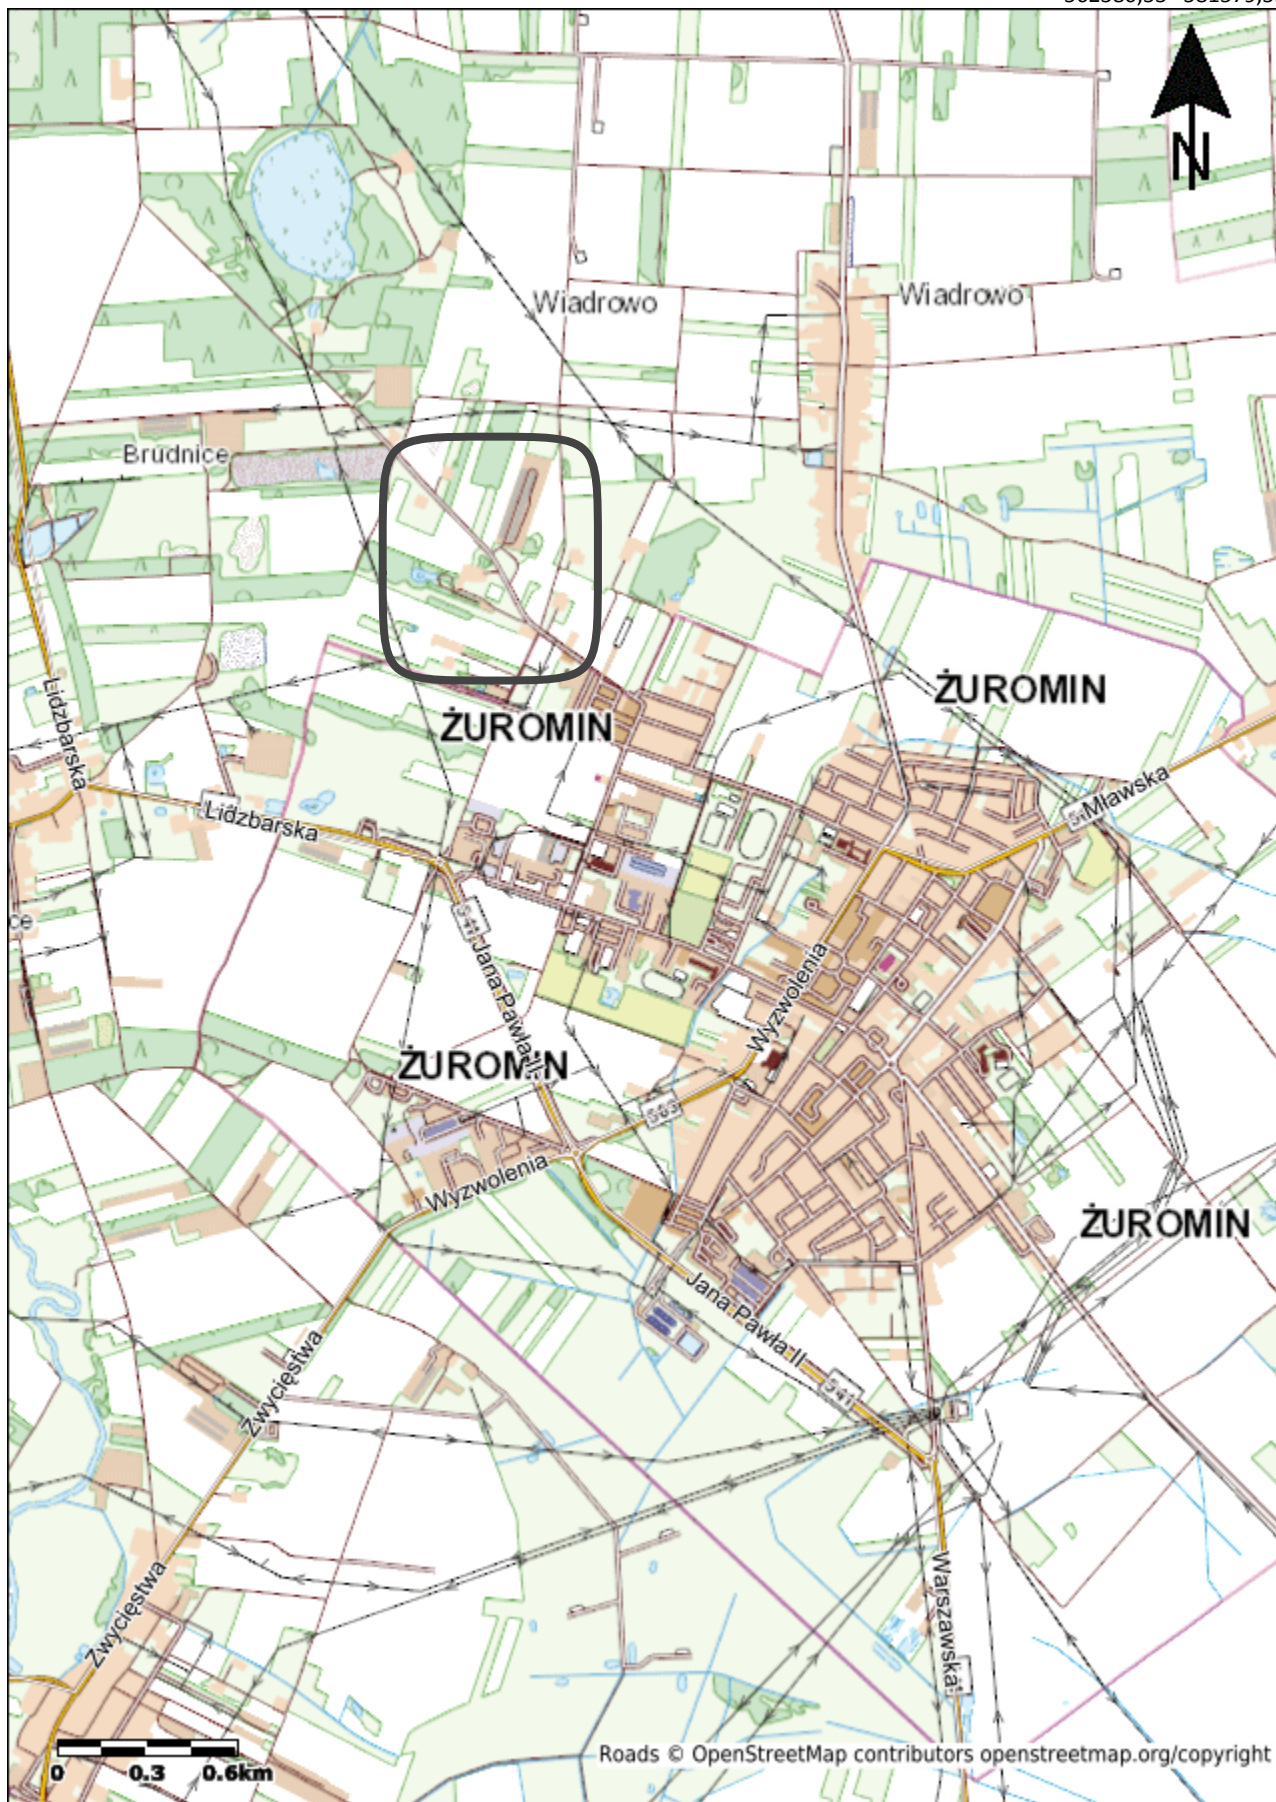 N
Wiadrowo
Wiadrowo
Brudnice
ŻUROMIN
ŻUROMIN
Lidzbarska
Mławska
Lidzbarska
541
Jana Pawła II
Wyzwolenia
ŻUROMIN
563
Wyzwolenia
ŻUROMIN
Jana Pawła II
Zwycięstwa
541
Zwycięstwa
Warszawska
Roads © OpenStreetMap contributors openstreetmap.org/copyright
0 0.3 0.6km